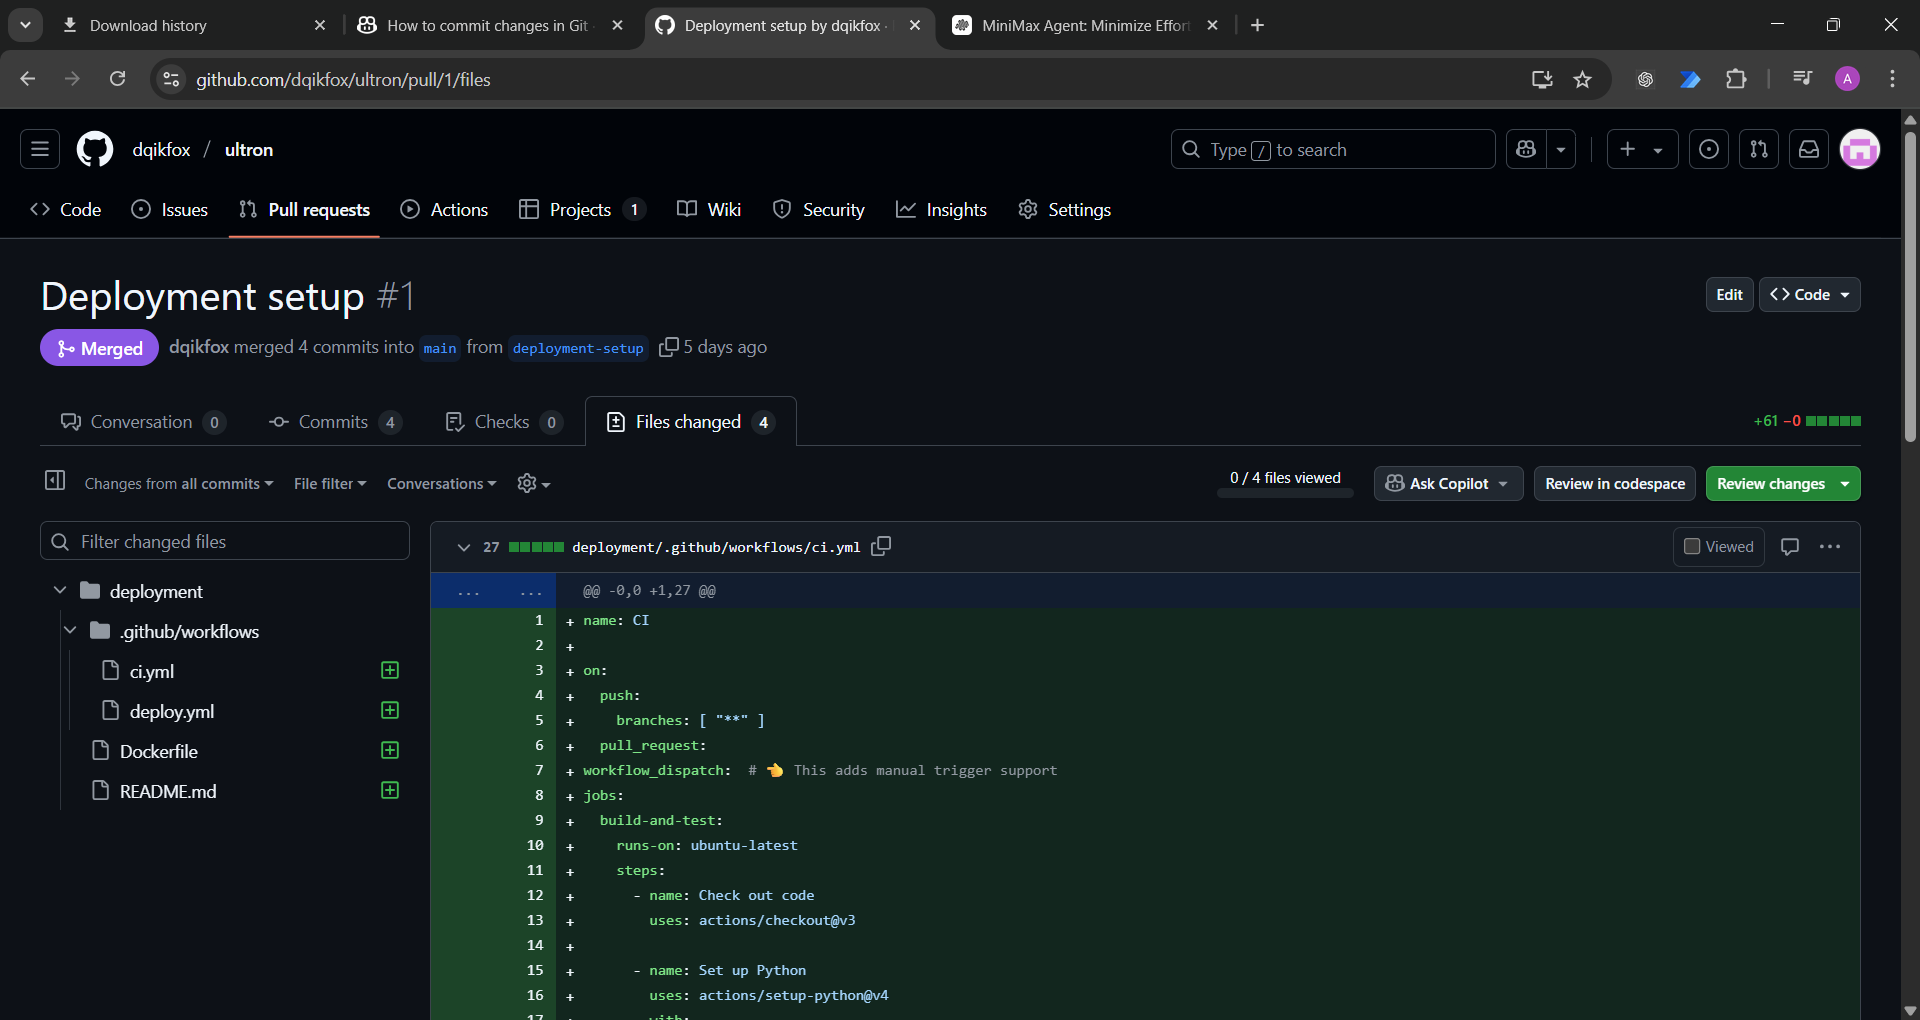 Download history
How to commit changes in Git
Deployment setup by dqikfox ·
MiniMax Agent: Minimize Effort
github.com/dqikfox/ultron/pull/1/files
A
dqikfox / ultron
Type / to search
Code
Issues
Pull requests
Actions
Projects 1
Wiki
Security
Insights
Settings
Deployment setup #1
Edit
Code
Merged
dqikfox merged 4 commits into main from deployment-setup 5 days ago
Conversation 0
Commits 4
Checks 0
Files changed 4
+61 −0
Changes from all commits
File filter
Conversations
0 / 4 files viewed
Ask Copilot
Review in codespace
Review changes
Filter changed files
deployment
.github/workflows
ci.yml
deploy.yml
Dockerfile
README.md
27 deployment/.github/workflows/ci.yml
Viewed
... ... @@ -0,0 +1,27 @@
1 + name: CI
2 +
3 + on:
4 + push:
5 + branches: [ "**" ]
6 + pull_request:
7 + workflow_dispatch: # 👈 This adds manual trigger support
8 + jobs:
9 + build-and-test:
10 + runs-on: ubuntu-latest
11 + steps:
12 + - name: Check out code
13 + uses: actions/checkout@v3
14 +
15 + - name: Set up Python
16 + uses: actions/setup-python@v4
17 + with: